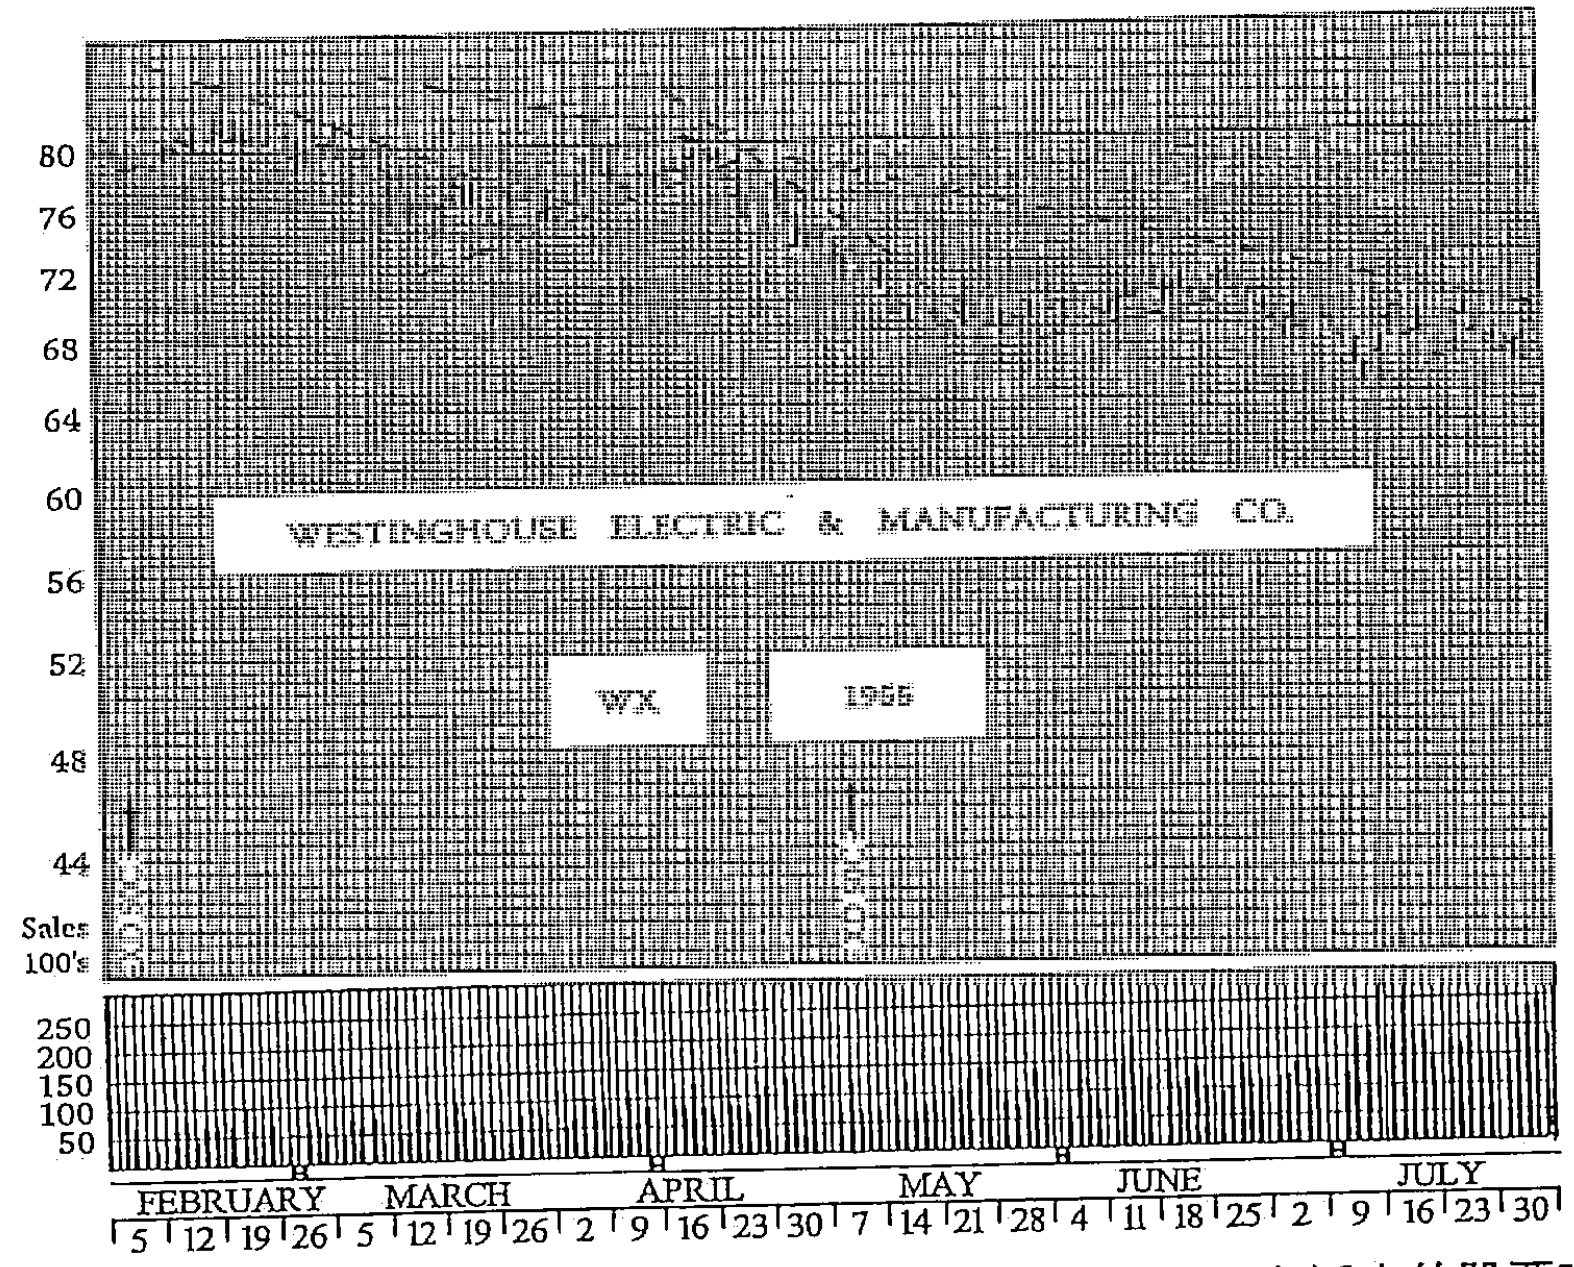 80
76
72
68
64
60
WESTINGHOUSE ELECTRIC & MANUFACTURING CO.
56
52
WX 1955
48
44
Sales
100's
250
200
150
100
50
H H H H
FEBRUARY MARCH APRIL MAY JUNE JULY
5 12 19 26 5 12 19 26 2 9 16 23 30 7 14 21 28 4 11 18 25 2 9 16 23 30